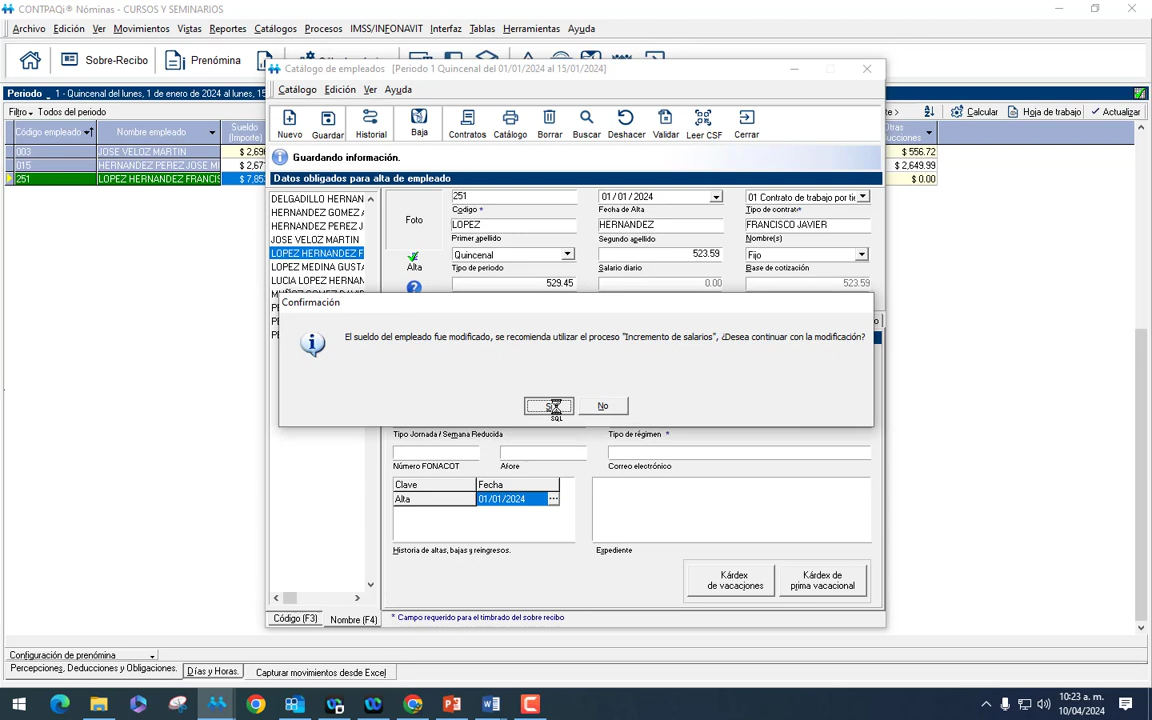 CONTPAQi® Nóminas - CURSOS Y SEMINARIOS
Archivo Edición Ver Movimientos Vistas Reportes Catálogos Procesos IMSS/INFONAVIT Interfaz Tablas Herramientas Ayuda
Sobre-Recibo Prenómina
Catálogo de empleados [Periodo 1 Quincenal del 01/01/2024 al 15/01/2024]
Periodo 1 - Quincenal del lunes, 1 de enero de 2024 al lunes, 15
Catálogo Edición Ver Ayuda
Filtro Todos del periodo
Calcular Hoja de trabajo Actualizar
Código empleado Nombre empleado Sueldo (Importe)
003 JOSE VELOZ MARTIN $ 556.72
015 HERNANDEZ PEREZ JOSE $ 2,649.99
251 LOPEZ HERNANDEZ FRANCIS $ 0.00
Nuevo Guardar Historial Baja Contratos Catálogo Borrar Buscar Deshacer Validar Leer CSF Cerrar
Guardando información.
Datos obligados para alta de empleado
DELGADILLO HERNAN
HERNANDEZ GOMEZ
HERNANDEZ PEREZ J
JOSE VELOZ MARTIN
LOPEZ HERNANDEZ F
LOPEZ MEDINA GUST
LUCIA LOPEZ HERNAN
Foto
Alta
251 01/01/2024 01 Contrato de trabajo por tie
Código * Fecha de Alta Tipo de contrat*
LOPEZ HERNANDEZ FRANCISCO JAVIER
Primer apellido Segundo apellido Nombre(s)
Quincenal 523.59 Fijo
Tipo de periodo Salario diario Base de cotización
529.45 0.00 523.59
Confirmación
El sueldo del empleado fue modificado, se recomienda utilizar el proceso "Incremento de salarios", ¿Desea continuar con la modificación?
No
SQL
Tipo Jornada / Semana Reducida Tipo de régimen *
Número FONACOT Afore Correo electrónico
Clave Fecha
Alta 01/01/2024
Historia de altas, bajas y reingresos. Expediente
Kárdex de vacaciones
Kárdex de prima vacacional
Código (F3) Nombre (F4)
* Campo requerido para el timbrado del sobre recibo
Configuración de prenómina
Percepciones, Deducciones y Obligaciones. Días y Horas. Capturar movimientos desde Excel
10:23 a. m.
10/04/2024